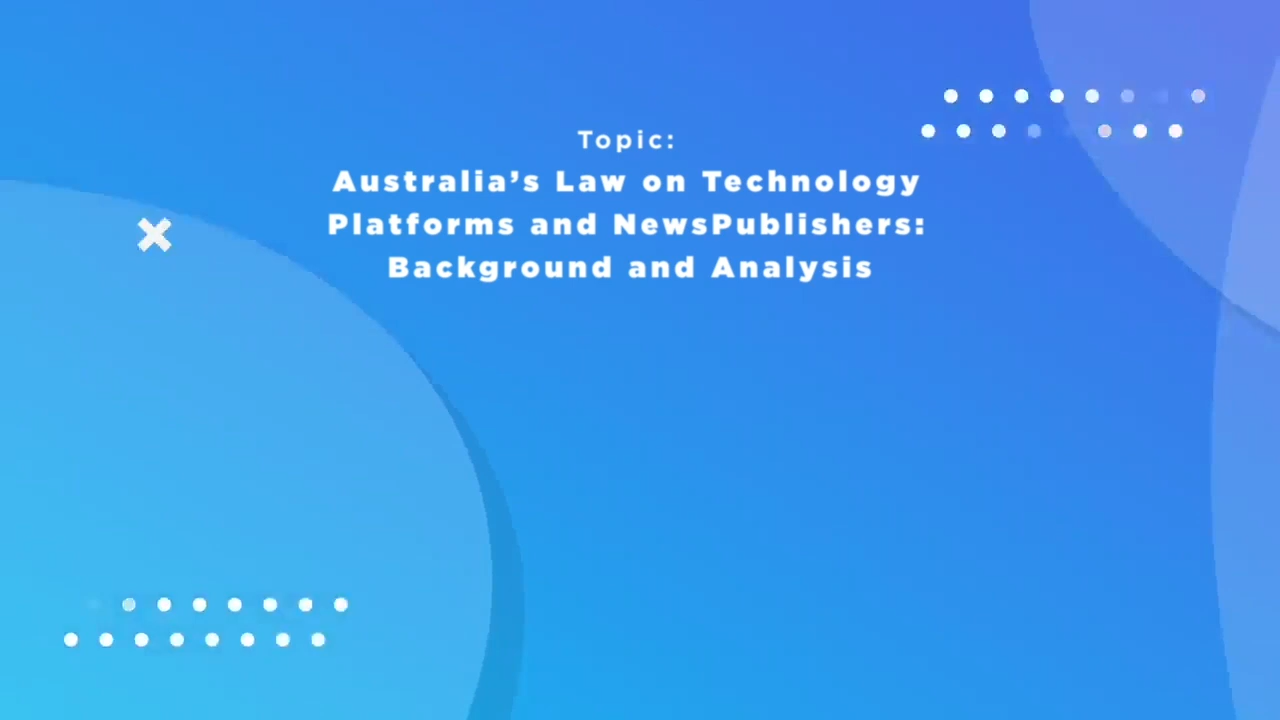 Topic:
Australia’s Law on Technology
Platforms and NewsPublishers:
Background and Analysis